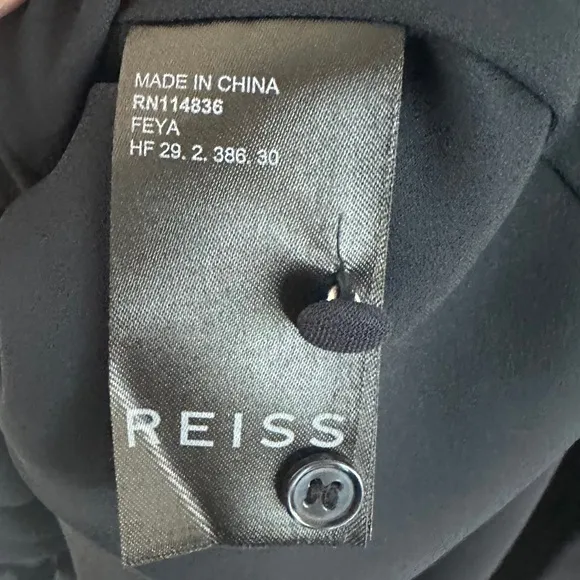 MADE IN CHINA
RN114836
FEYA
HF 29. 2. 386. 30
REISS